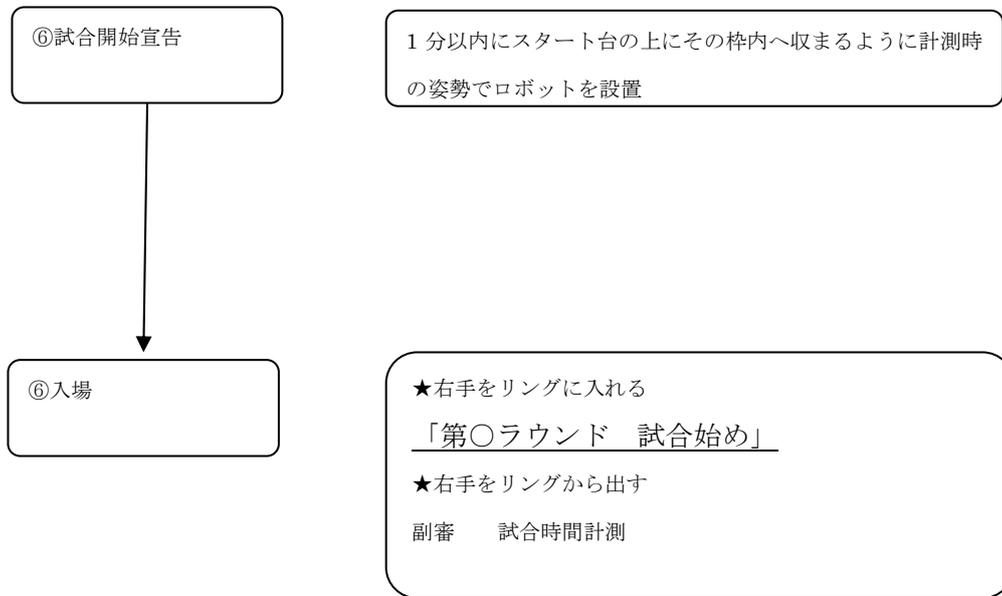 ⑥試合開始宣告
1 分以内にスタート台の上にその枠内へ収まるように計測時
の姿勢でロボットを設置
⑥入場
★右手をリングに入れる
「第○ラウンド　試合始め」
★右手をリングから出す
副審　　試合時間計測